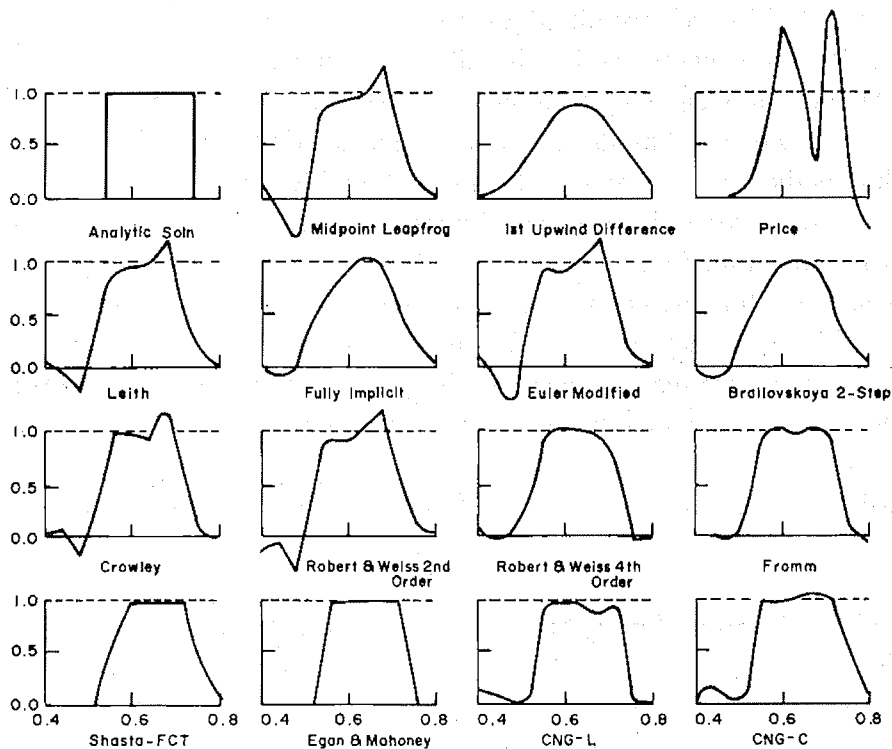 1.0
0.5
0.0
Analytic Soln
Midpoint Leapfrog
1st Upwind Difference
Price
1.0
0.5
0.0
Leith
Fully Implicit
Euler Modified
Brailovskaya 2-Step
1.0
0.5
0.0
Crowley
Robert & Weiss 2nd
Order
Robert & Weiss 4th
Order
Fromm
1.0
0.5
0.0
0.4 0.6 0.8
0.4 0.6 0.8
0.4 0.6 0.8
0.4 0.6 0.8
Shasta-FCT
Egan & Mahoney
CNG-L
CNG-C